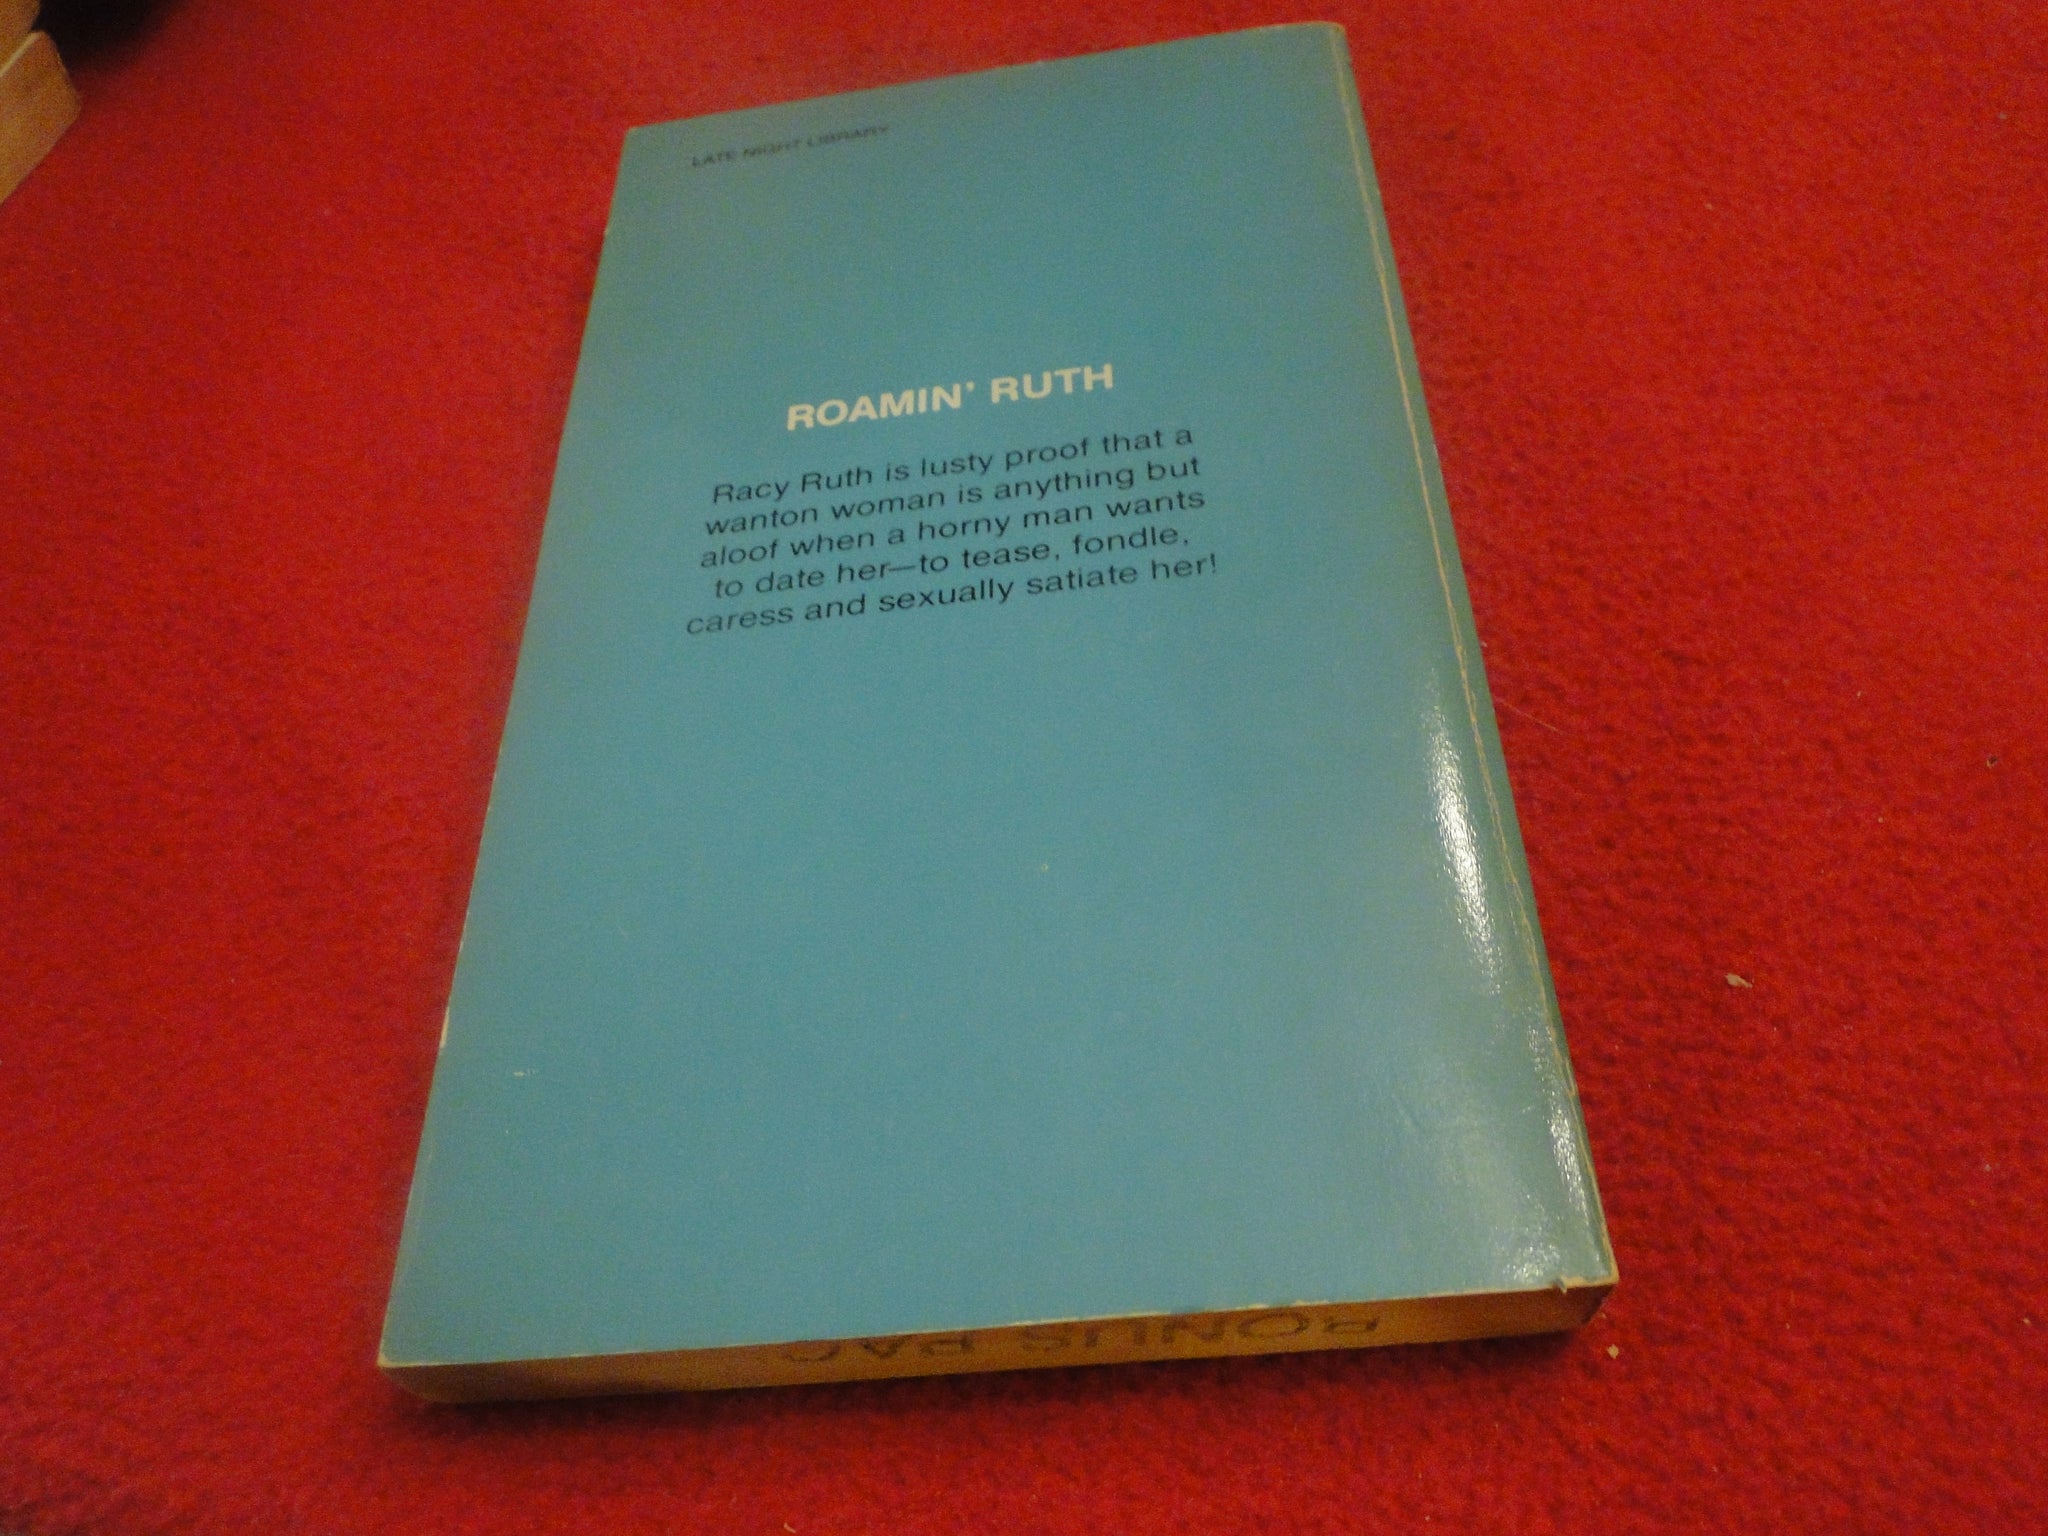 LATE NIGHT LIBRARY
ROAMIN' RUTH
Racy Ruth is lusty proof that a
wanton woman is anything but
aloof when a horny man wants
to date her—to tease, fondle,
caress and sexually satiate her!